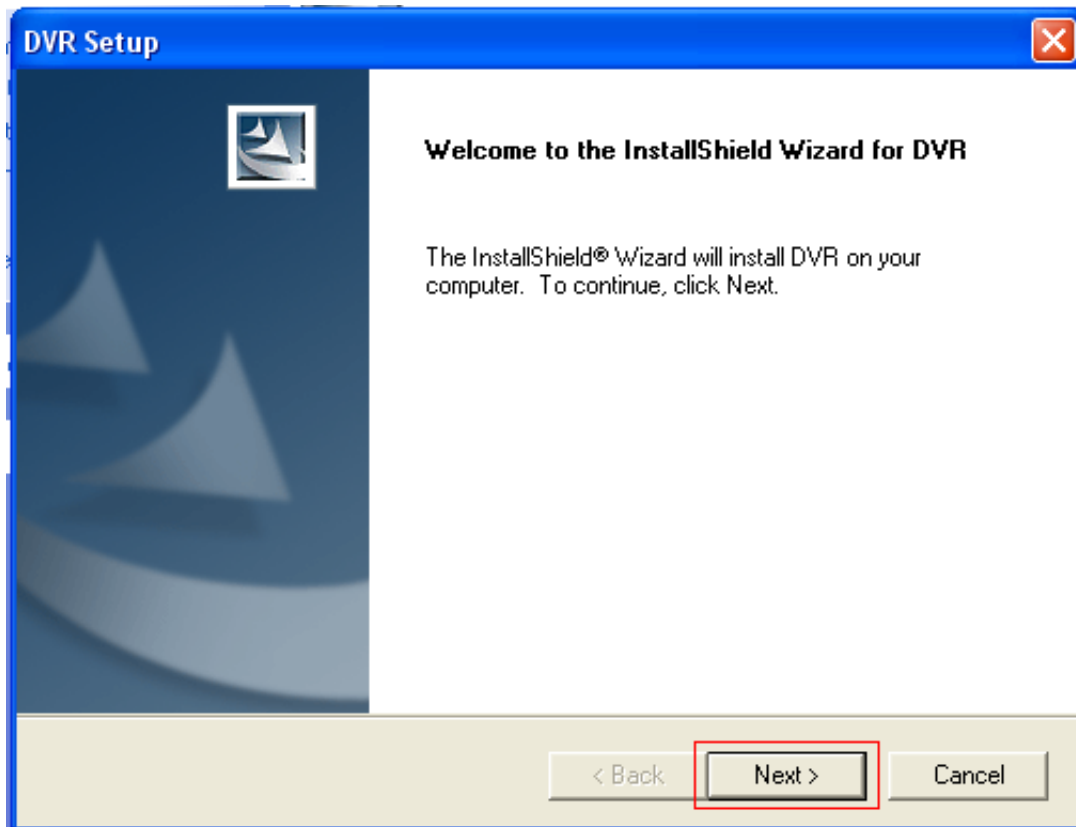 DVR Setup
Welcome to the InstallShield Wizard for DVR
The InstallShield® Wizard will install DVR on your
computer. To continue, click Next.
< Back
Next >
Cancel